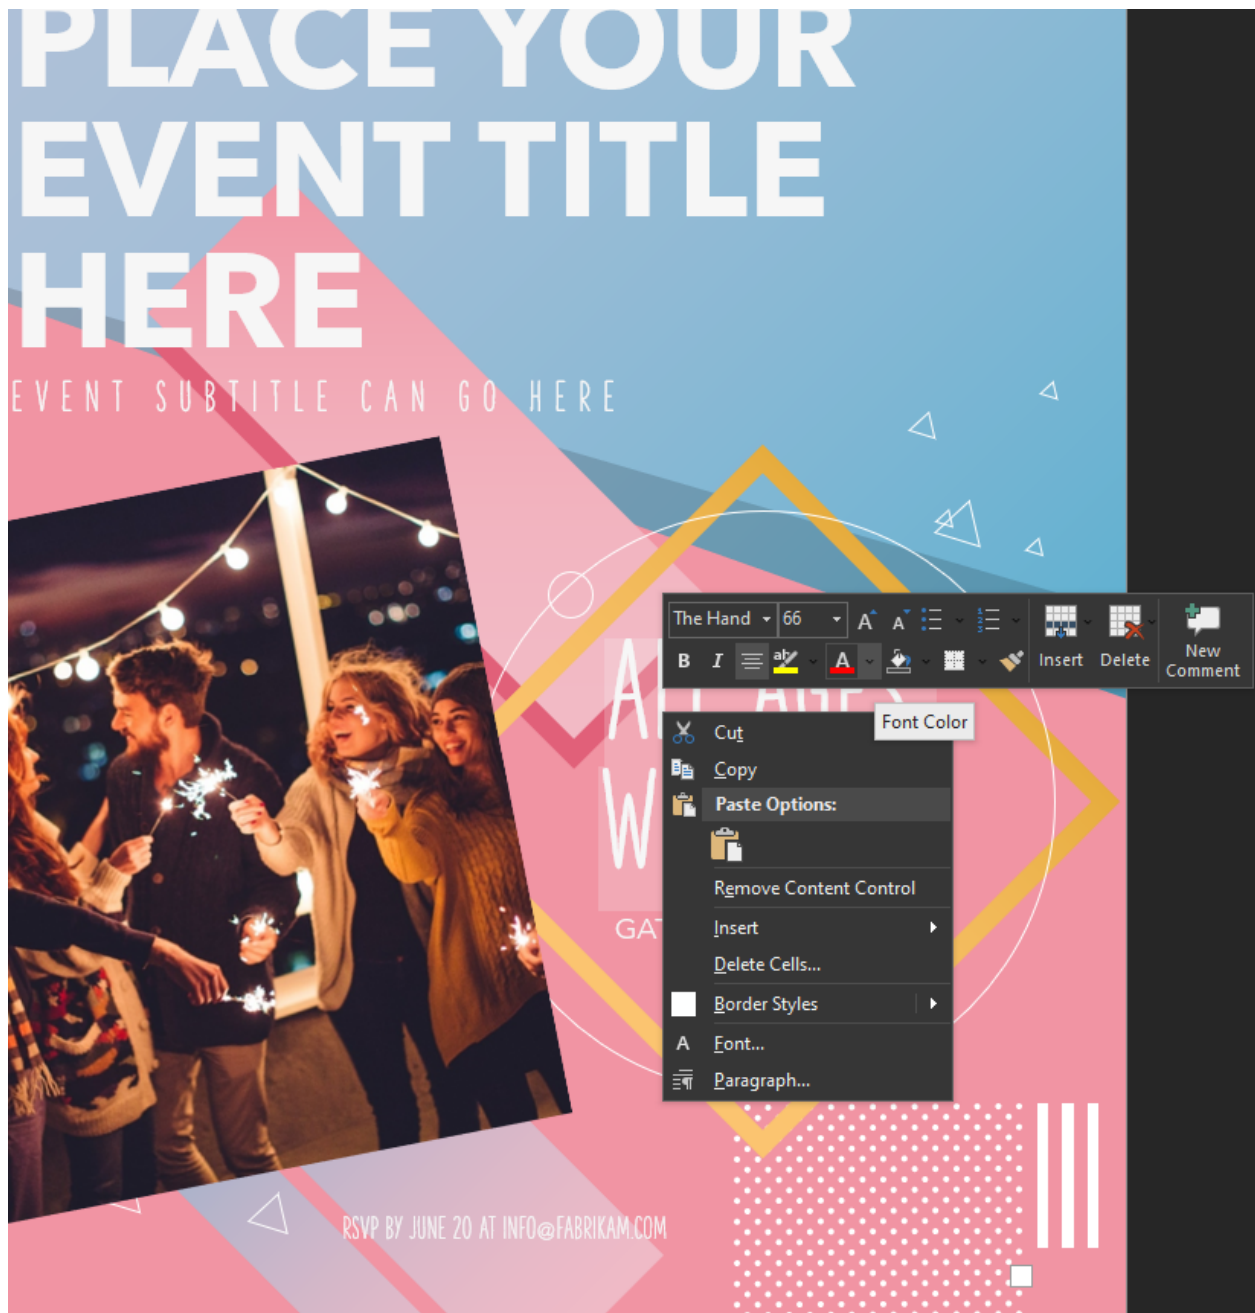 PLACE YOUR
EVENT TITLE
HERE
EVENT SUBTITLE CAN GO HERE
The Hand 66
B I A Insert Delete New
Comment
Font Color
Cut
Copy
Paste Options:
Remove Content Control
Insert
Delete Cells...
Border Styles
Font...
Paragraph...
RSVP BY JUNE 20 AT INFO@FABRIKAM.COM